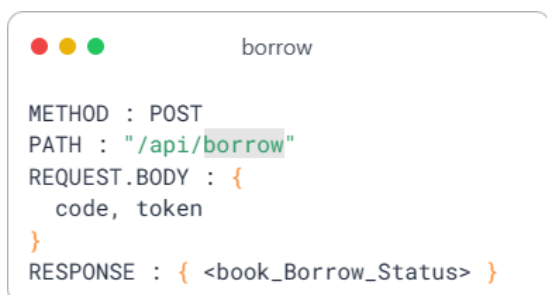 borrow
METHOD : POST
PATH : "/api/borrow"
REQUEST.BODY : {
  code, token
}
RESPONSE : { <book_Borrow_Status> }